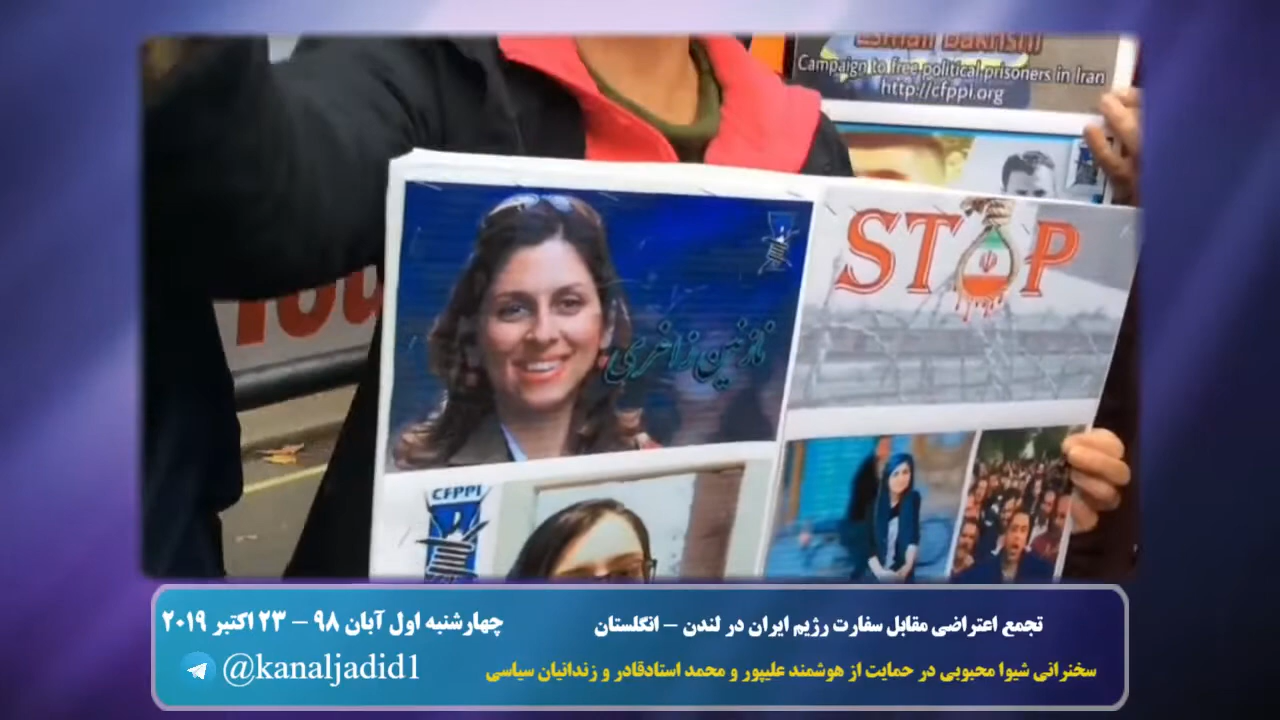 Esmail Bakhshi
Campaign to free political prisoners in Iran
http://cfppi.org
STOP
نازنین زاغری
CFPPI
تجمع اعتراضی مقابل سفارت رژیم ایران در لندن – انگلستان
چهارشنبه اول آبان ۹۸ – ۲۳ اکتبر ۲۰۱۹
سخنرانی شیوا محبوبی در حمایت از هوشمند علیپور و محمد استادقادر و زندانیان سیاسی
@kanaljadid1